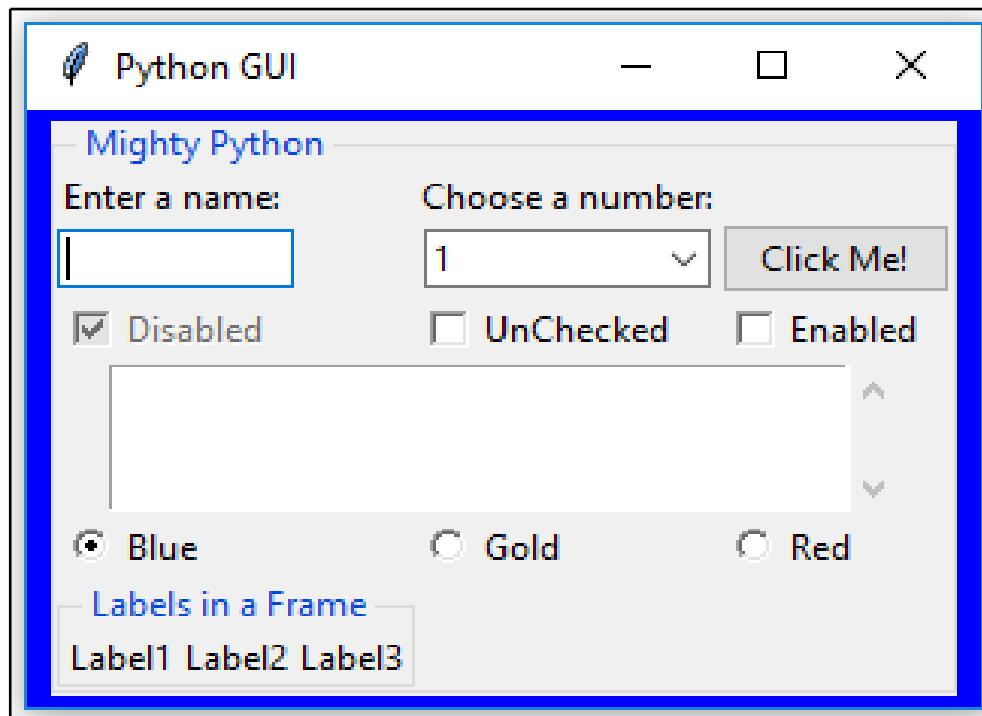 Python GUI
Mighty Python
Enter a name: Choose a number:
1 Click Me!
Disabled UnChecked Enabled
Blue Gold Red
Labels in a Frame
Label1 Label2 Label3